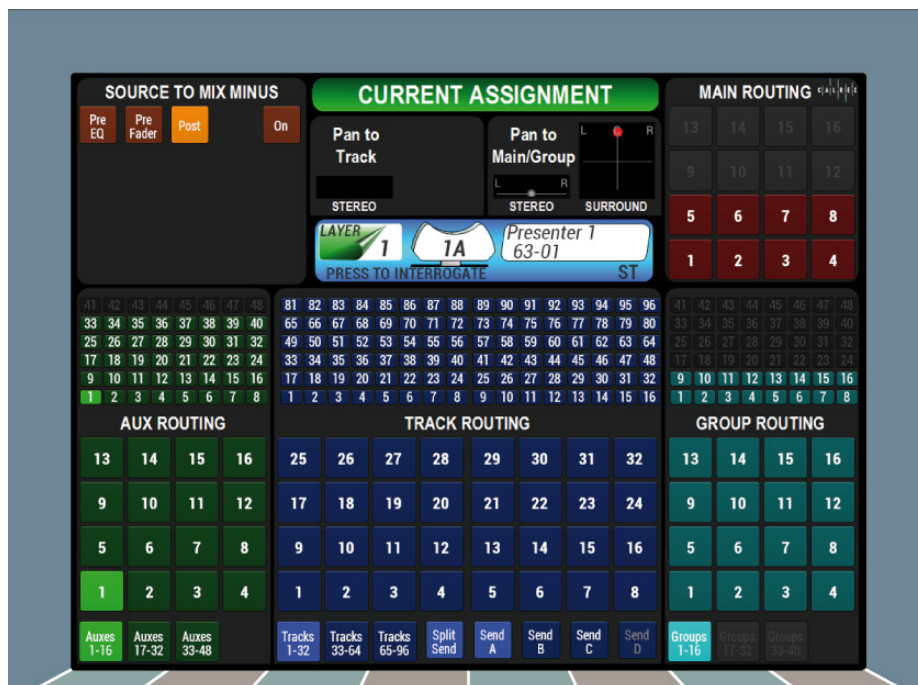 SOURCE TO MIX MINUS
Pre EQ
Pre Fader
Post
On
CURRENT ASSIGNMENT
Pan to Track
STEREO
Pan to Main/Group
L R
STEREO
L R
SURROUND
LAYER 1
1A
Presenter 1
63-01
PRESS TO INTERROGATE
ST
MAIN ROUTING
CALREC
13 14 15 16
9 10 11 12
5 6 7 8
1 2 3 4
41 42 43 44 45 46 47 48
33 34 35 36 37 38 39 40
25 26 27 28 29 30 31 32
17 18 19 20 21 22 23 24
9 10 11 12 13 14 15 16
1 2 3 4 5 6 7 8
AUX ROUTING
13 14 15 16
9 10 11 12
5 6 7 8
1 2 3 4
Auxes 1-16
Auxes 17-32
Auxes 33-48
81 82 83 84 85 86 87 88 89 90 91 92 93 94 95 96
65 66 67 68 69 70 71 72 73 74 75 76 77 78 79 80
49 50 51 52 53 54 55 56 57 58 59 60 61 62 63 64
33 34 35 36 37 38 39 40 41 42 43 44 45 46 47 48
17 18 19 20 21 22 23 24 25 26 27 28 29 30 31 32
1 2 3 4 5 6 7 8 9 10 11 12 13 14 15 16
TRACK ROUTING
25 26 27 28 29 30 31 32
17 18 19 20 21 22 23 24
9 10 11 12 13 14 15 16
1 2 3 4 5 6 7 8
Tracks 1-32
Tracks 33-64
Tracks 65-96
Split Send
Send A
Send B
Send C
Send D
41 42 43 44 45 46 47 48
33 34 35 36 37 38 39 40
25 26 27 28 29 30 31 32
17 18 19 20 21 22 23 24
9 10 11 12 13 14 15 16
1 2 3 4 5 6 7 8
GROUP ROUTING
13 14 15 16
9 10 11 12
5 6 7 8
1 2 3 4
Groups 1-16
Groups 17-32
Groups 33-48